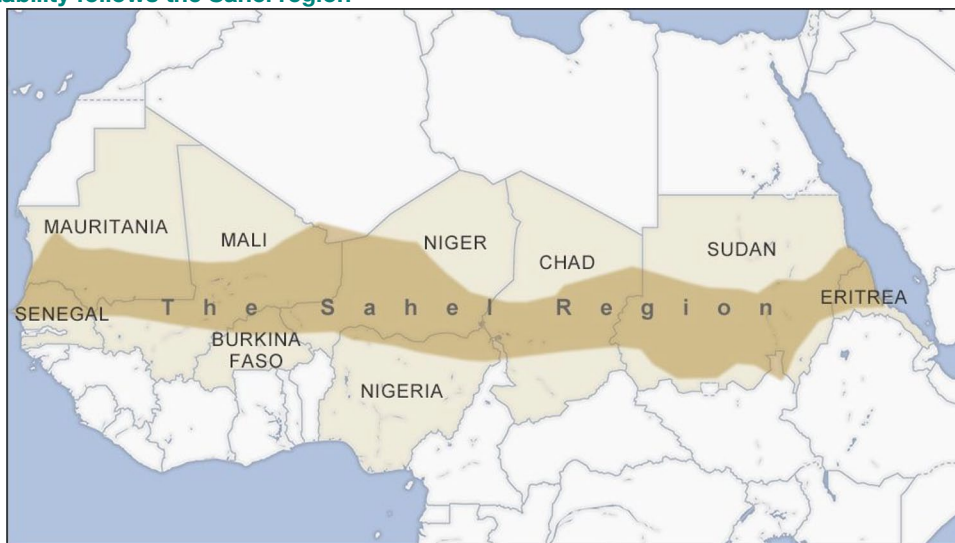 ability follows the Sahel region
MAURITANIA
MALI
NIGER
CHAD
SUDAN
The Sahel Region
ERITREA
SENEGAL
BURKINA
FASO
NIGERIA